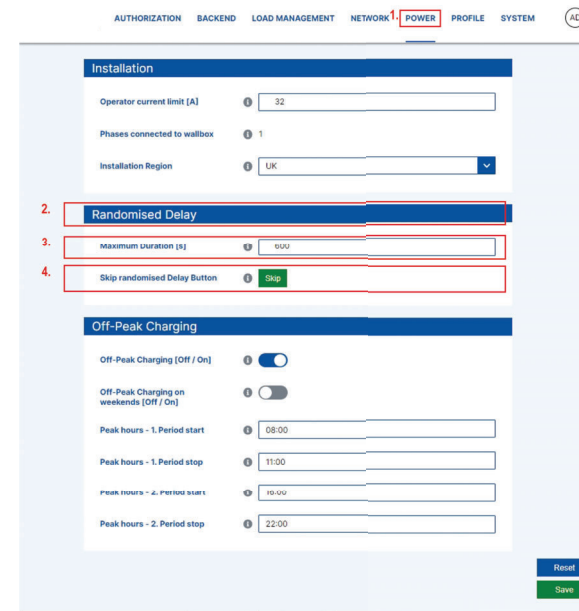 AUTHORIZATION BACKEND LOAD MANAGEMENT NETWORK 1. POWER PROFILE SYSTEM AD
Installation
Operator current limit [A] 32
Phases connected to wallbox 1
Installation Region UK
2. Randomised Delay
3. Maximum Duration [s] 600
4. Skip randomised Delay Button Skip
Off-Peak Charging
Off-Peak Charging [Off / On]
Off-Peak Charging on
weekends [Off / On]
Peak hours - 1. Period start 08:00
Peak hours - 1. Period stop 11:00
Peak hours - 2. Period start 16:00
Peak hours - 2. Period stop 22:00
Reset
Save